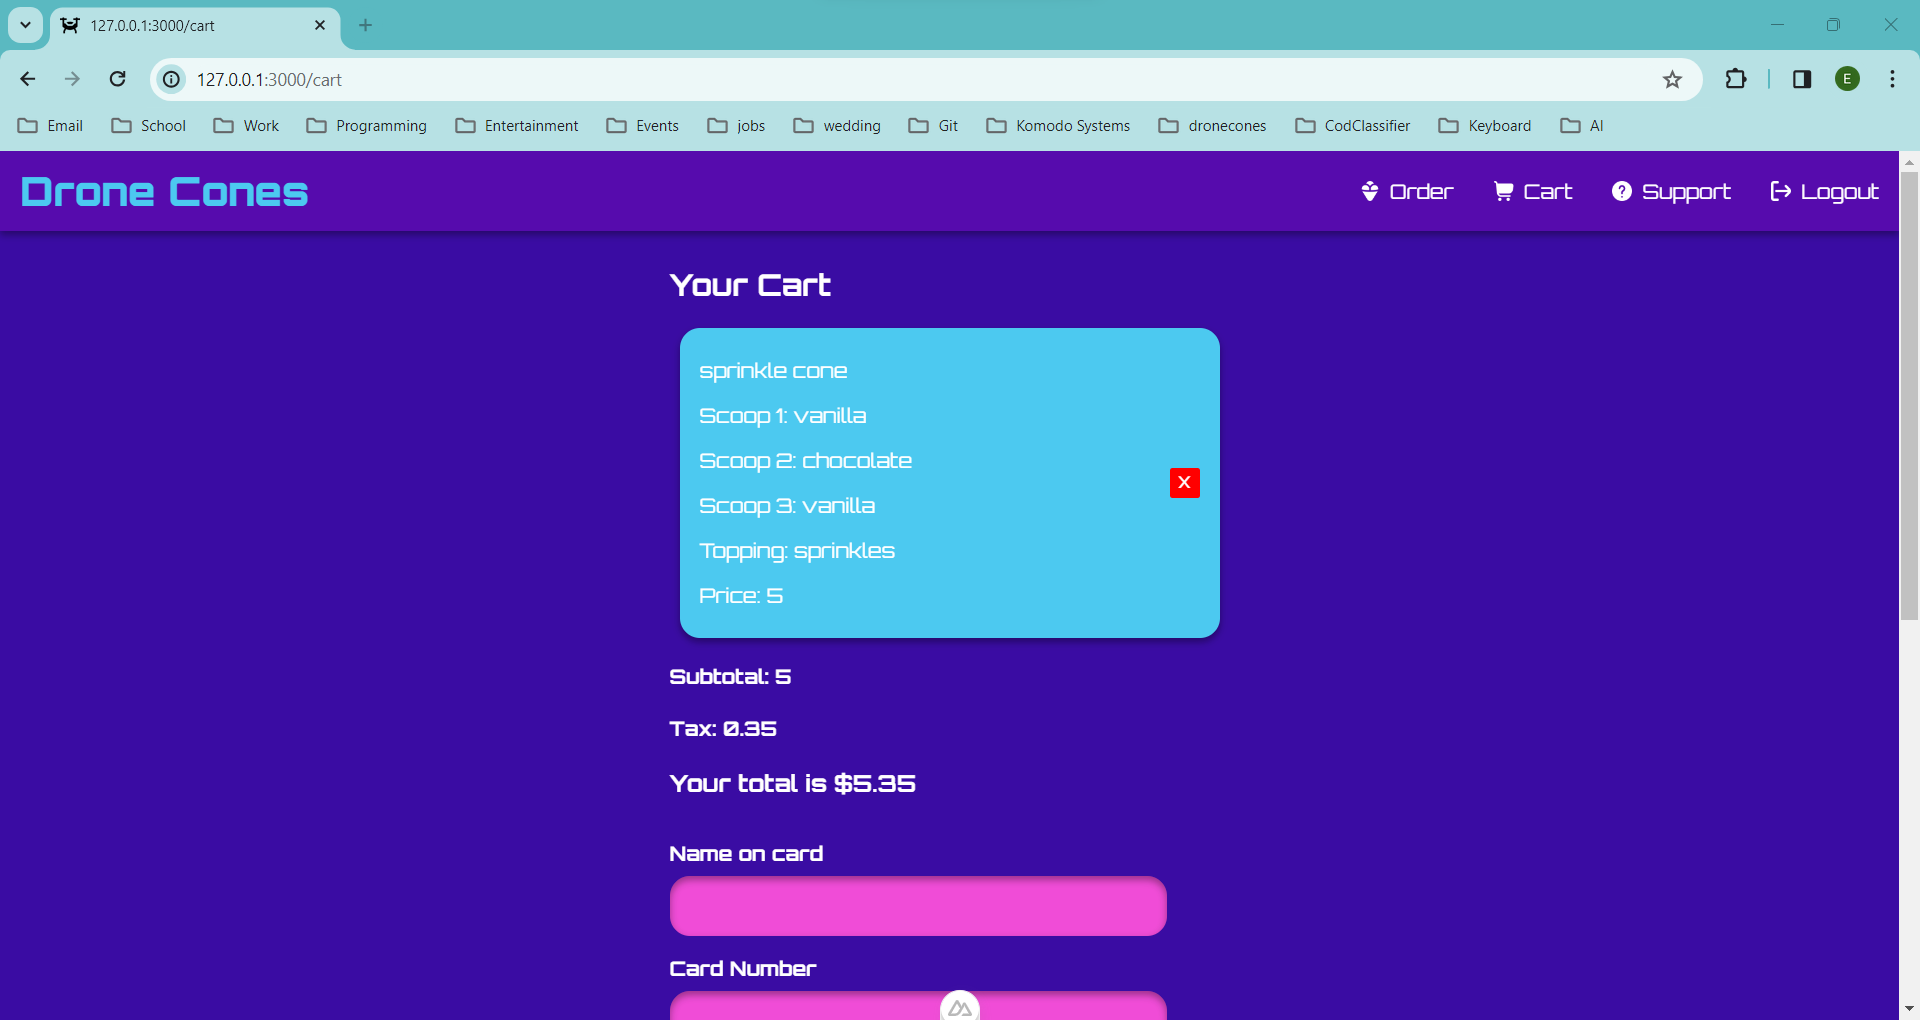 127.0.0.1:3000/cart
127.0.0.1:3000/cart
E
Email School Work Programming Entertainment Events jobs wedding Git Komodo Systems dronecones CodClassifier Keyboard AI
Drone Cones Order Cart Support Logout
Your Cart
sprinkle cone
Scoop 1: vanilla
Scoop 2: chocolate
X
Scoop 3: vanilla
Topping: sprinkles
Price: 5
Subtotal: 5
Tax: 0.35
Your total is $5.35
Name on card
Card Number